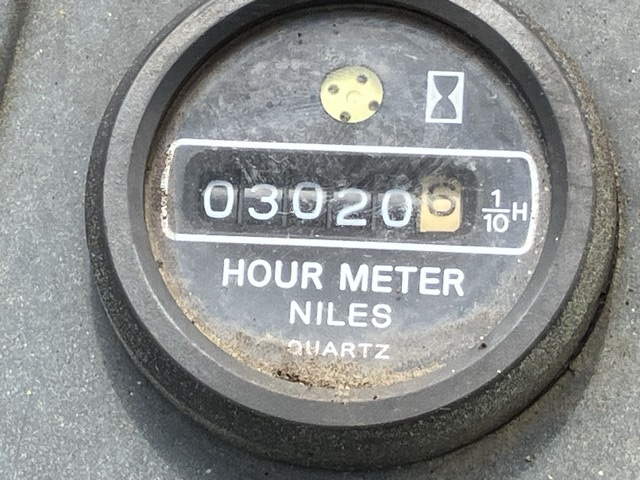 030206 1/10 H
HOUR METER
NILES
QUARTZ